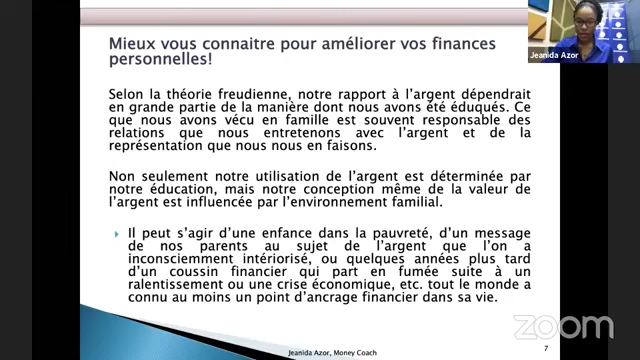 Mieux vous connaitre pour améliorer vos finances
personnelles!
Jeanida Azor
Selon la théorie freudienne, notre rapport à l'argent dépendrait
en grande partie de la manière dont nous avons été éduqués. Ce
que nous avons vécu en famille est souvent responsable des
relations que nous entretenons avec l'argent et de la
représentation que nous nous en faisons.
Non seulement notre utilisation de l'argent est déterminée par
notre éducation, mais notre conception même de la valeur de
l'argent est influencée par l'environnement familial.
Il peut s'agir d'une enfance dans la pauvreté, d'un message
de nos parents au sujet de l'argent que l'on a
inconsciemment intériorisé, ou quelques années plus tard
d'un coussin financier qui part en fumée suite à un
ralentissement ou une crise économique, etc. tout le monde a
connu au moins un point d'ancrage financier dans sa vie.
zoom
Jeanida Azor, Money Coach
7